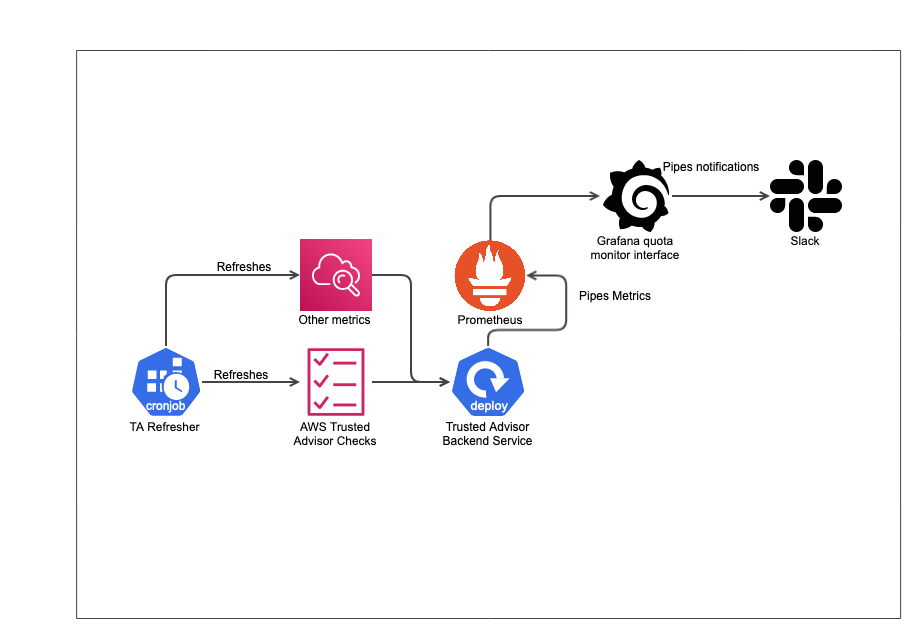 Pipes notifications
Grafana quota
monitor interface
Slack
Refreshes
Other metrics
Prometheus
Pipes Metrics
Refreshes
cronjob
TA Refresher
AWS Trusted
Advisor Checks
deploy
Trusted Advisor
Backend Service